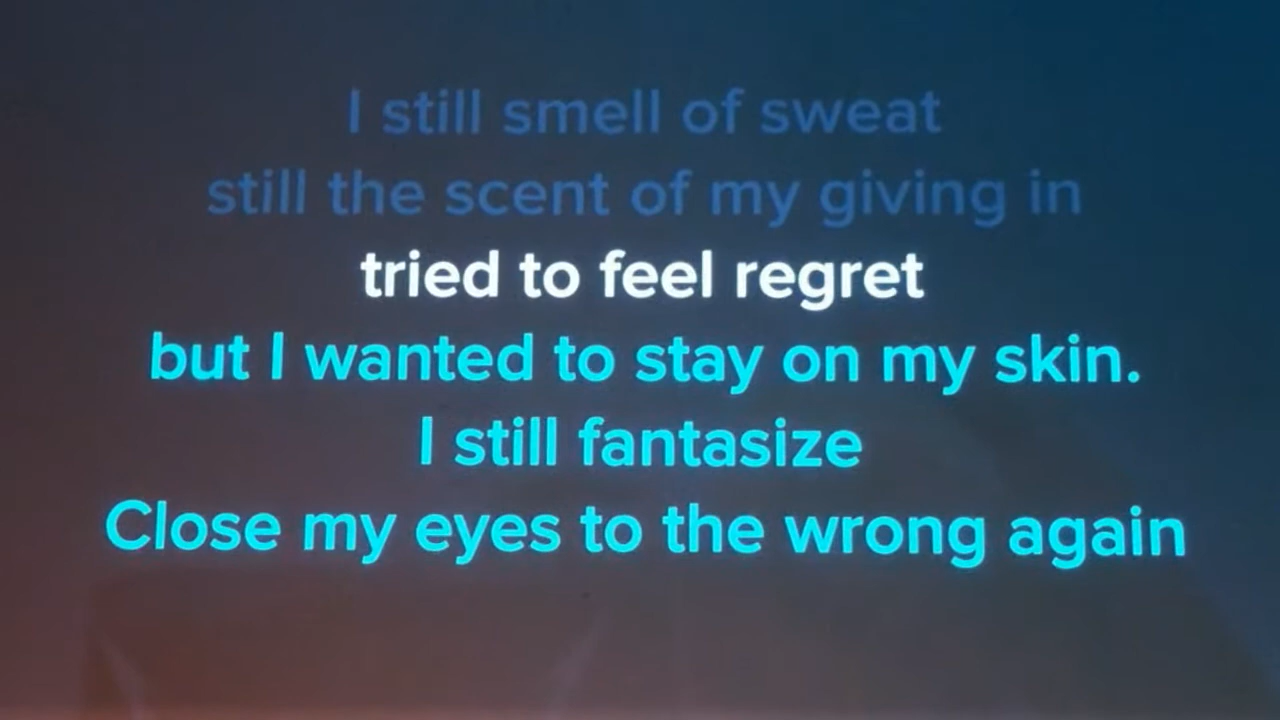 I still smell of sweat
still the scent of my giving in
tried to feel regret
but I wanted to stay on my skin.
I still fantasize
Close my eyes to the wrong again